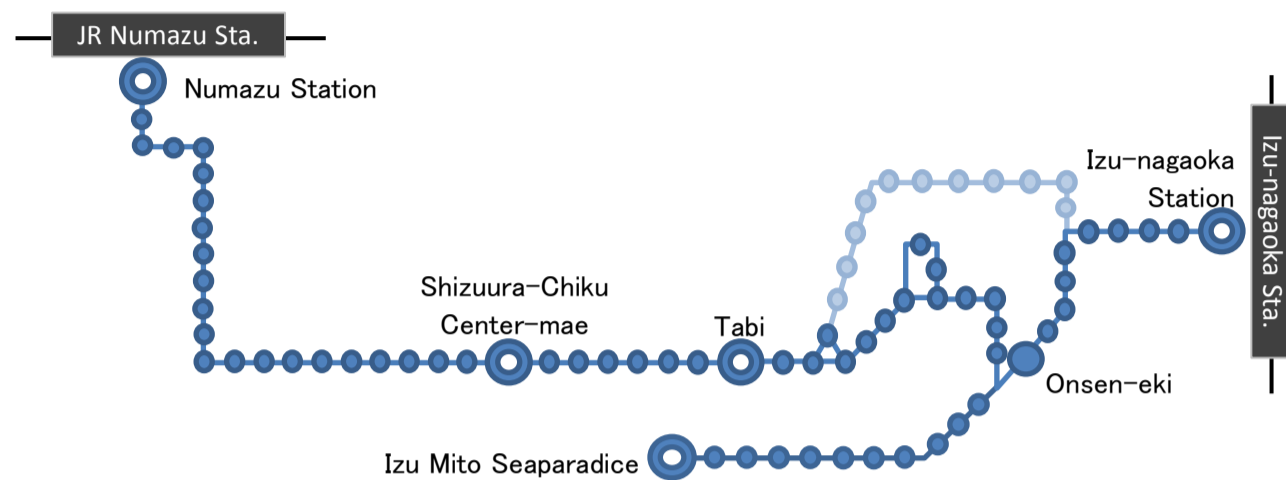 JR Numazu Sta.
Numazu Station
Izu-nagaoka
Station
Izu-nagaoka Sta.
Shizuura-Chiku
Center-mae
Tabi
Onsen-eki
Izu Mito Seaparadice